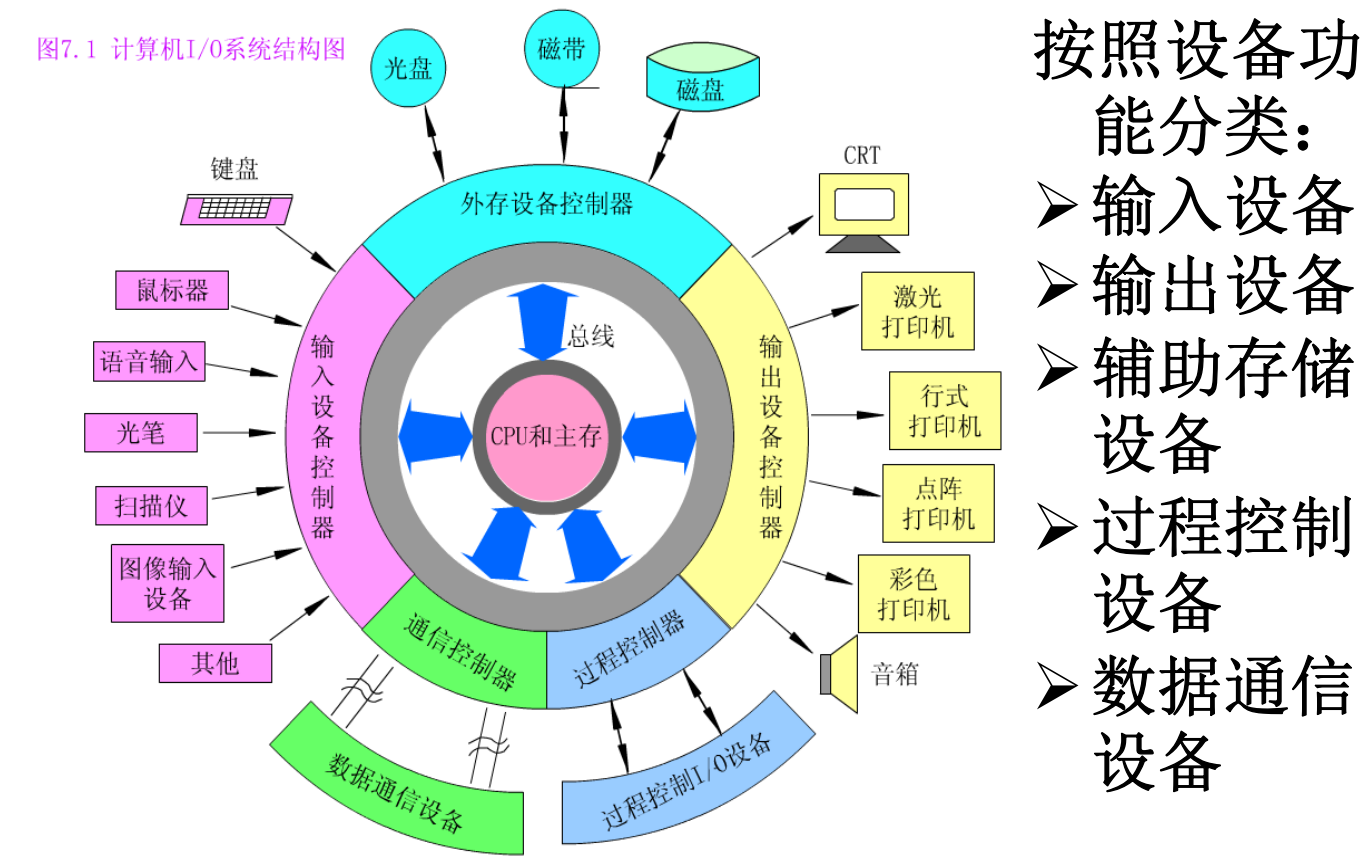 图7.1 计算机I/O系统结构图
光盘
磁带
磁盘
键盘
CRT
外存设备控制器
鼠标器
语音输入
光笔
扫描仪
图像输入
设备
其他
输入设备控制器
总线
CPU和主存
输出设备控制器
激光
打印机
行式
打印机
点阵
打印机
彩色
打印机
音箱
通信控制器
过程控制器
数据通信设备
过程控制I/O设备
按照设备功
能分类：
➢输入设备
➢输出设备
➢辅助存储
设备
➢过程控制
设备
➢数据通信
设备